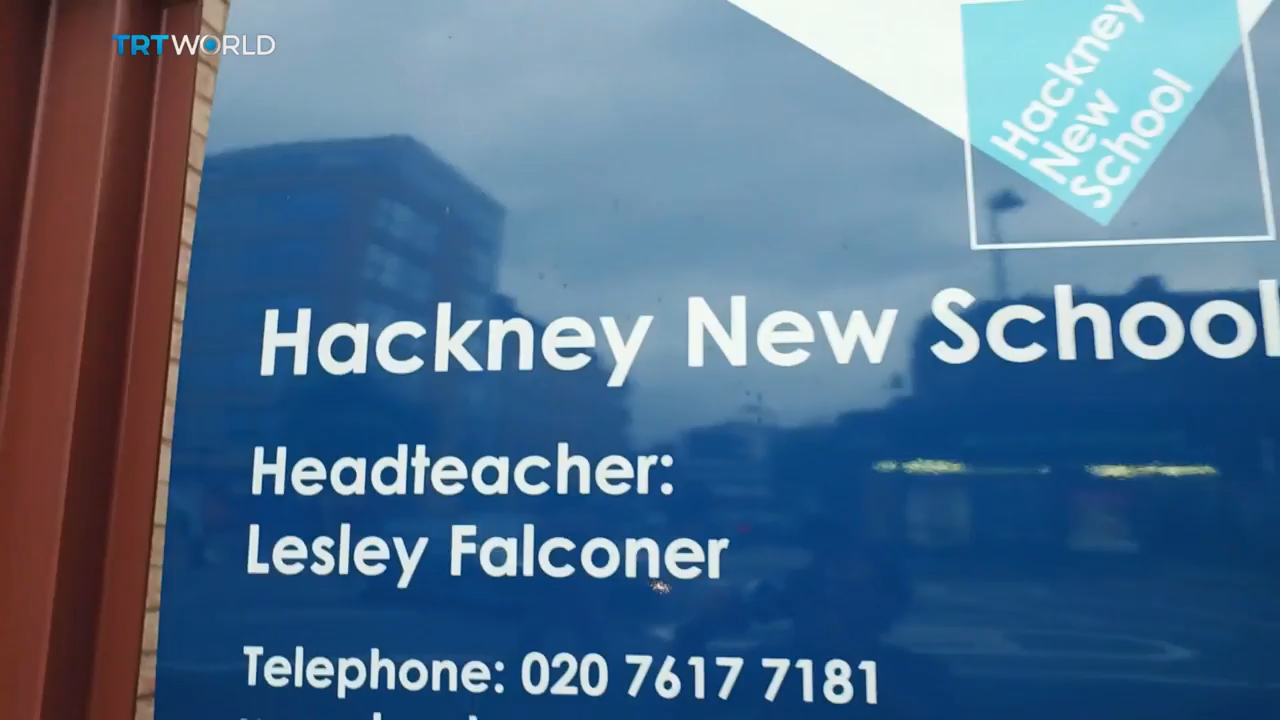 TRTWORLD
Hackney
New
School
Hackney New School
Headteacher:
Lesley Falconer
Telephone: 020 7617 7181